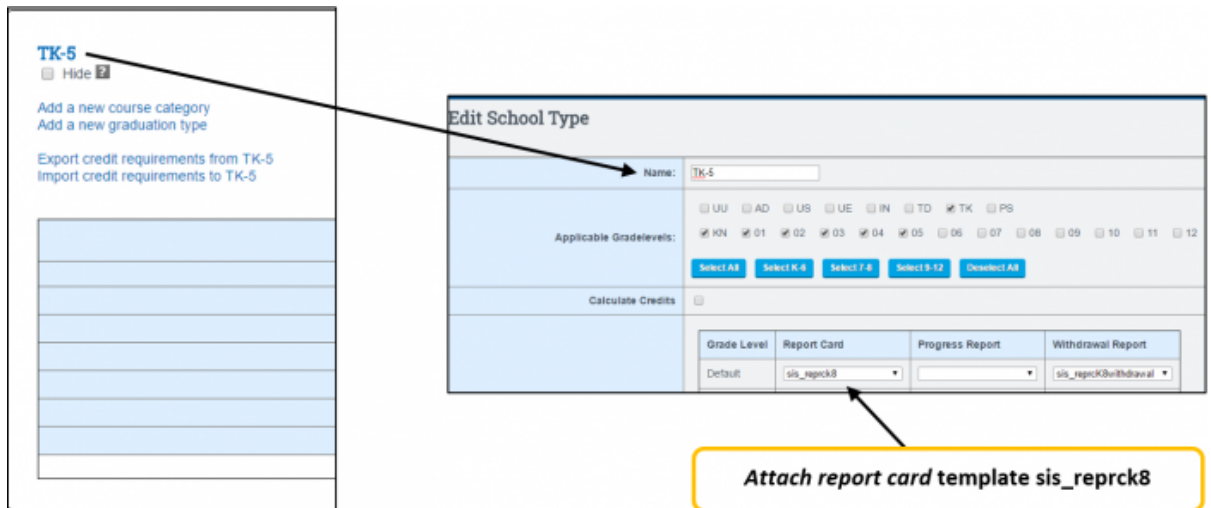 TK-5
Hide ?
Add a new course category
Add a new graduation type
Export credit requirements from TK-5
Import credit requirements to TK-5
Edit School Type
Name: TK-5
UU AD US UE IN TD TK PS
Applicable Gradelevels: KN 01 02 03 04 05 06 07 08 09 10 11 12
Select All Select K-6 Select 7-8 Select 9-12 Deselect All
Calculate Credits
Grade Level Report Card Progress Report Withdrawal Report
Default sis_reprck8 sis_reprcK8withdrawal
Attach report card template sis_reprck8